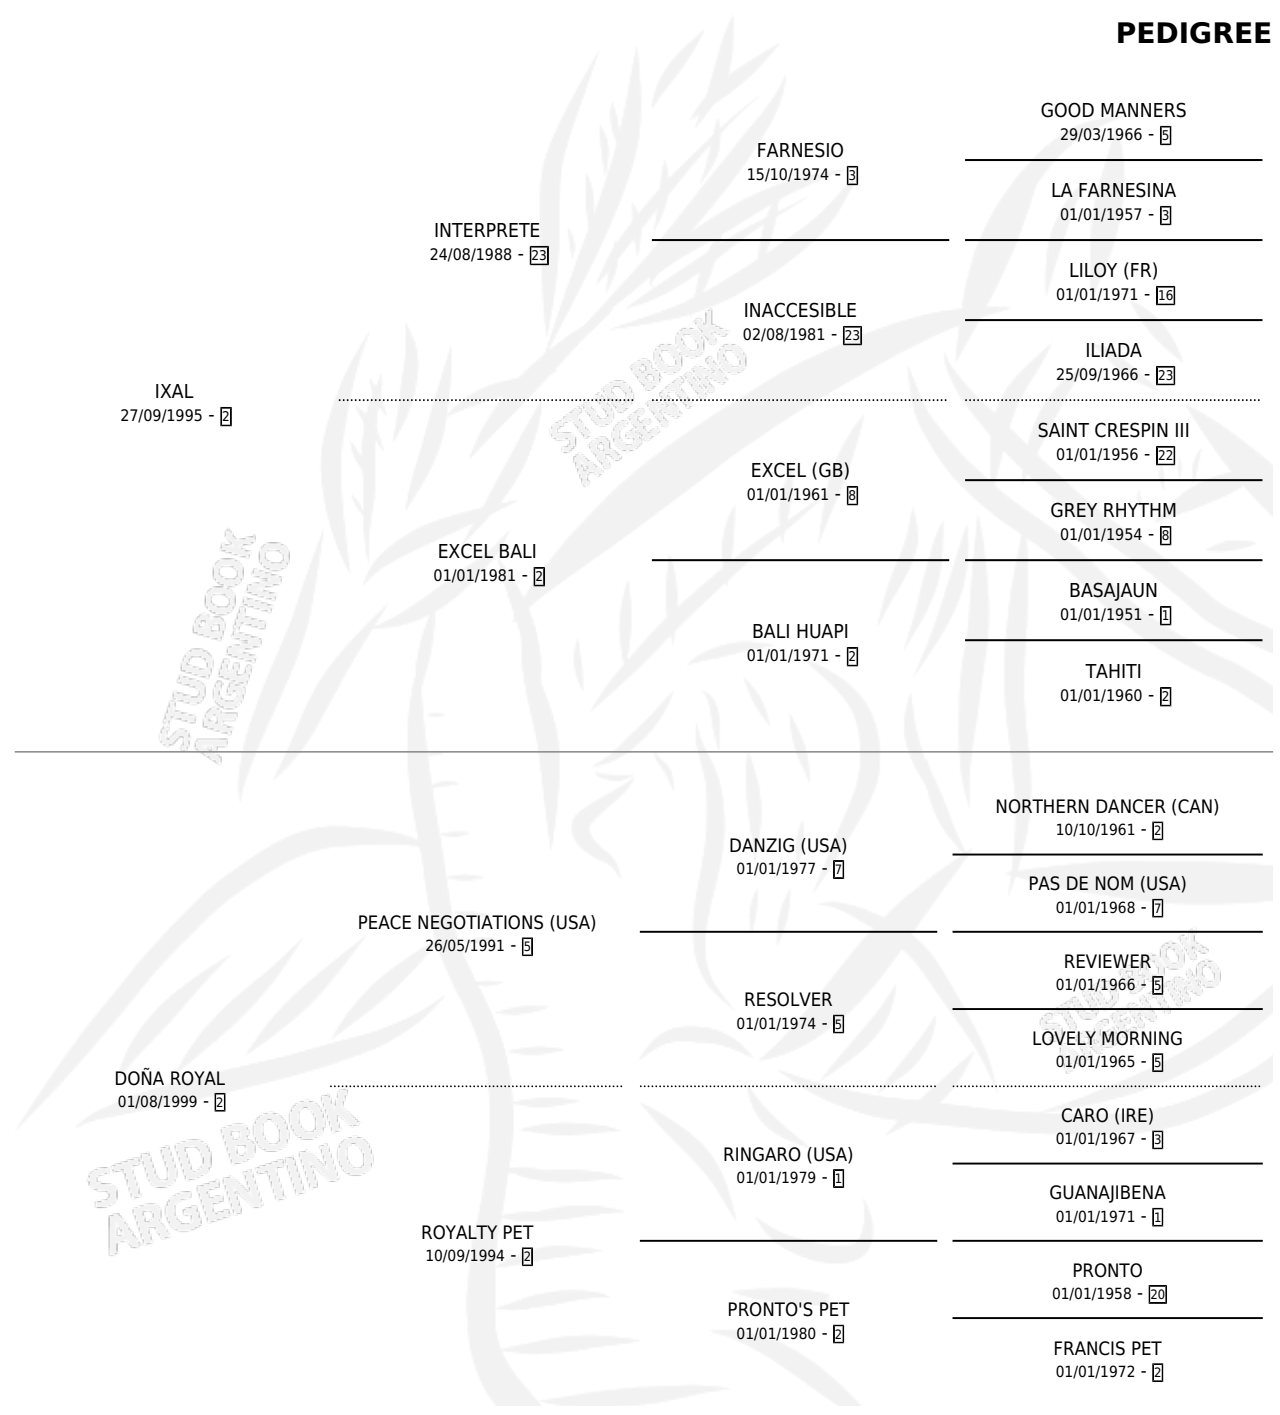 PEDIGREE
IXAL
27/09/1995 - 2
INTERPRETE
24/08/1988 - 23
EXCEL BALI
01/01/1981 - 2
FARNESIO
15/10/1974 - 3
INACCESIBLE
02/08/1981 - 23
EXCEL (GB)
01/01/1961 - 8
BALI HUAPI
01/01/1971 - 2
GOOD MANNERS
29/03/1966 - 5
LA FARNESINA
01/01/1957 - 3
LILOY (FR)
01/01/1971 - 16
ILIADA
25/09/1966 - 23
SAINT CRESPIN III
01/01/1956 - 22
GREY RHYTHM
01/01/1954 - 8
BASAJAUN
01/01/1951 - 1
TAHITI
01/01/1960 - 2
DOÑA ROYAL
01/08/1999 - 2
PEACE NEGOTIATIONS (USA)
26/05/1991 - 5
ROYALTY PET
10/09/1994 - 2
DANZIG (USA)
01/01/1977 - 7
RESOLVER
01/01/1974 - 5
RINGARO (USA)
01/01/1979 - 1
PRONTO'S PET
01/01/1980 - 2
NORTHERN DANCER (CAN)
10/10/1961 - 2
PAS DE NOM (USA)
01/01/1968 - 7
REVIEWER
01/01/1966 - 5
LOVELY MORNING
01/01/1965 - 5
CARO (IRE)
01/01/1967 - 3
GUANAJIBENA
01/01/1971 - 1
PRONTO
01/01/1958 - 20
FRANCIS PET
01/01/1972 - 2
STUD BOOK
ARGENTINO
STUD BOOK
ARGENTINO
STUD BOOK
ARGENTINO
STUD BOOK
ARGENTINO